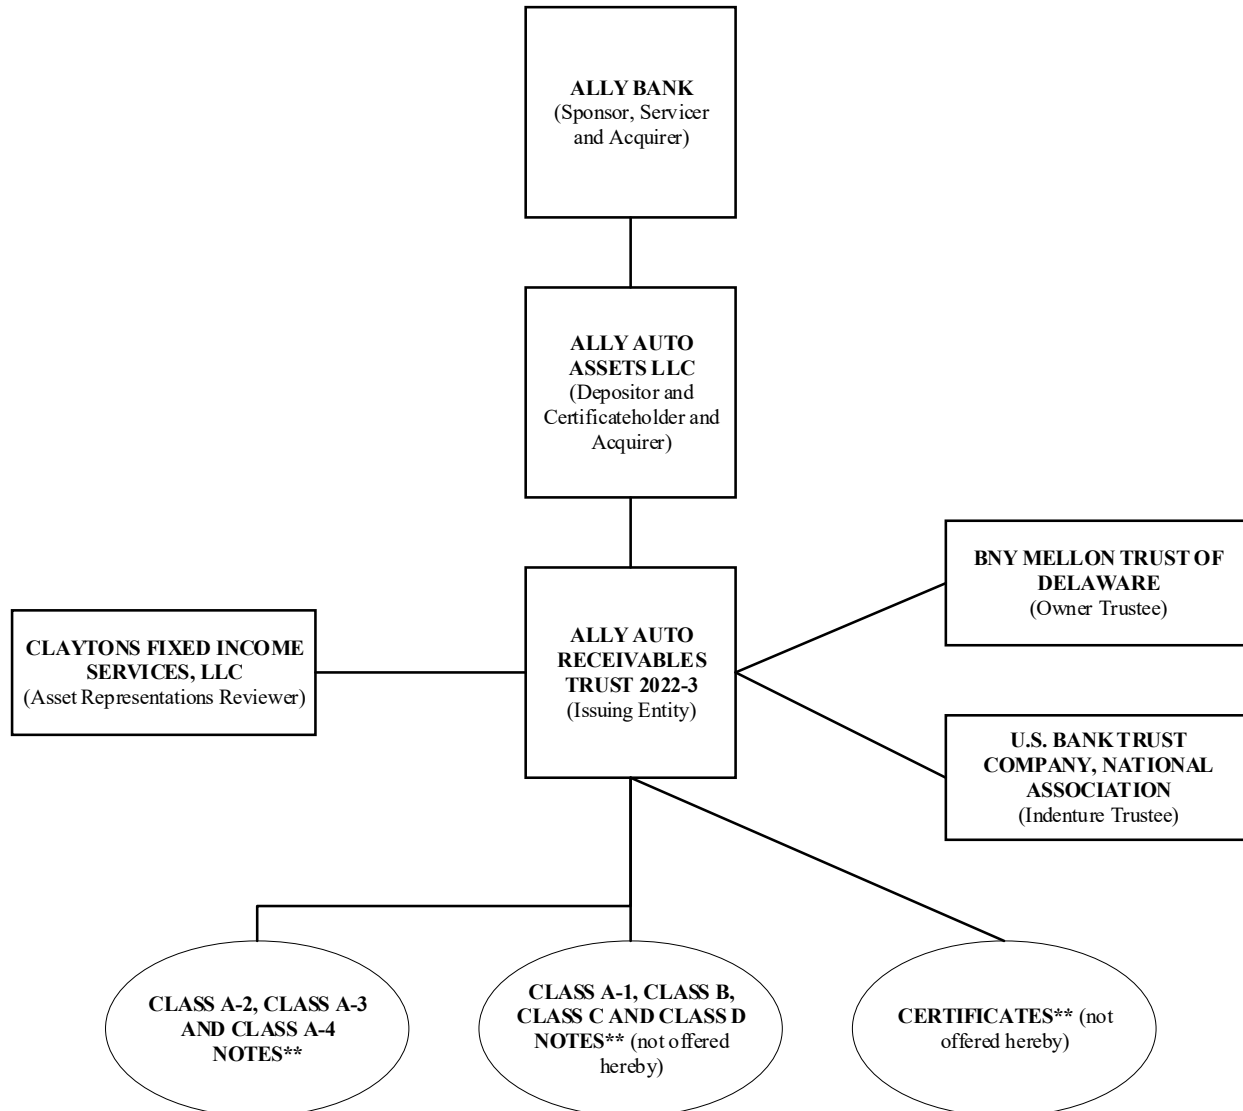 ALLY BANK
(Sponsor, Servicer
and Acquirer)
ALLY AUTO
ASSETS LLC
(Depositor and
Certificateholder and
Acquirer)
BNY MELLON TRUST OF
DELAWARE
(Owner Trustee)
CLAYTONS FIXED INCOME
SERVICES, LLC
(Asset Representations Reviewer)
ALLY AUTO
RECEIVABLES
TRUST 2022-3
(Issuing Entity)
U.S. BANK TRUST
COMPANY, NATIONAL
ASSOCIATION
(Indenture Trustee)
CLASS A-2, CLASS A-3
AND CLASS A-4
NOTES**
CLASS A-1, CLASS B,
CLASS C AND CLASS D
NOTES** (not offered
hereby)
CERTIFICATES** (not
offered hereby)